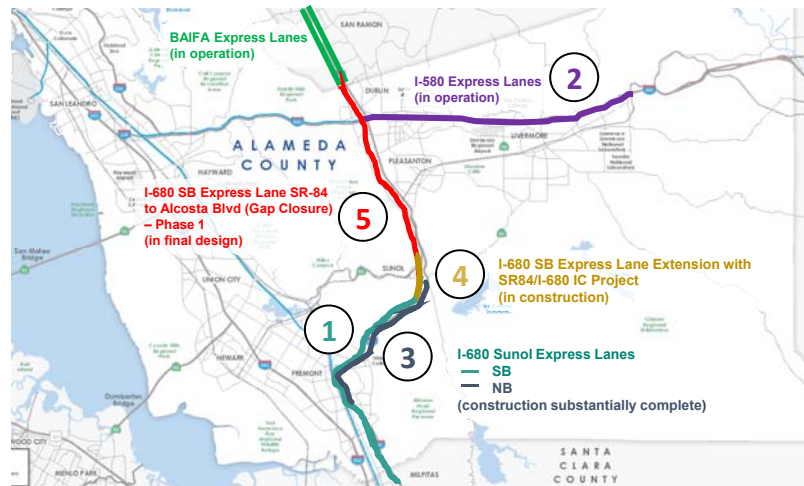 SAN RAMON
BAIFA Express Lanes
(in operation)
I-580 Express Lanes
(in operation)
2
DUBLIN
SAN LEANDRO
ALAMEDA
COUNTY
LIVERMORE
PLEASANTON
HAYWARD
I-680 SB Express Lane SR-84
to Alcosta Blvd (Gap Closure)
– Phase 1
(in final design)
5
San Mateo
Bridge
UNION CITY
SUNOL
4
I-680 SB Express Lane Extension with
SR84/I-680 IC Project
(in construction)
1
NEWARK
3
FREMONT
I-680 Sunol Express Lanes
SB
NB
(construction substantially complete)
Dumbarton
Bridge
WOOD CITY
MENLO PARK
MILPITAS
SANTA
CLARA
COUNTY